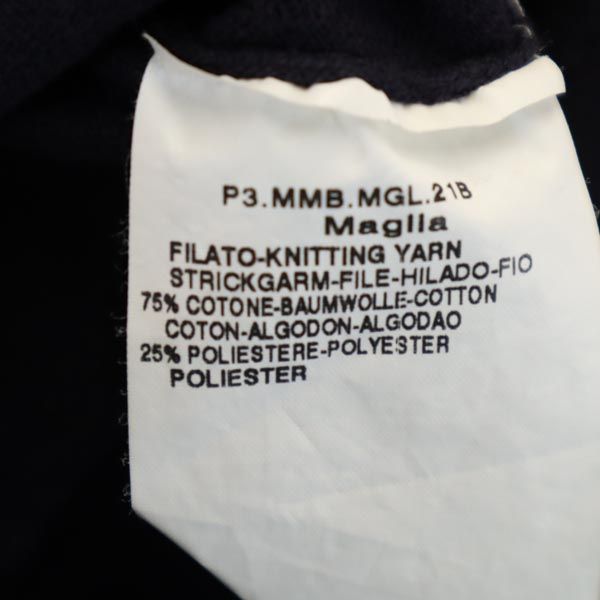 P3.MMB.MGL.21B
Maglia
FILATO-KNITTING YARN
STRICKGARM-FILE-HILADO-FIO
75% COTONE-BAUMWOLLE-COTTON
COTON-ALGODON-ALGODAO
25% POLIESTERE-POLYESTER
POLIESTER